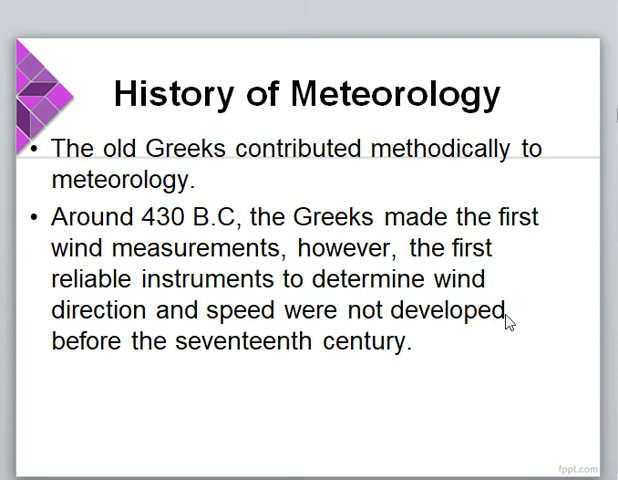 History of Meteorology
• The old Greeks contributed methodically to
meteorology.
• Around 430 B.C, the Greeks made the first
wind measurements, however, the first
reliable instruments to determine wind
direction and speed were not developed
before the seventeenth century.
fppt.com